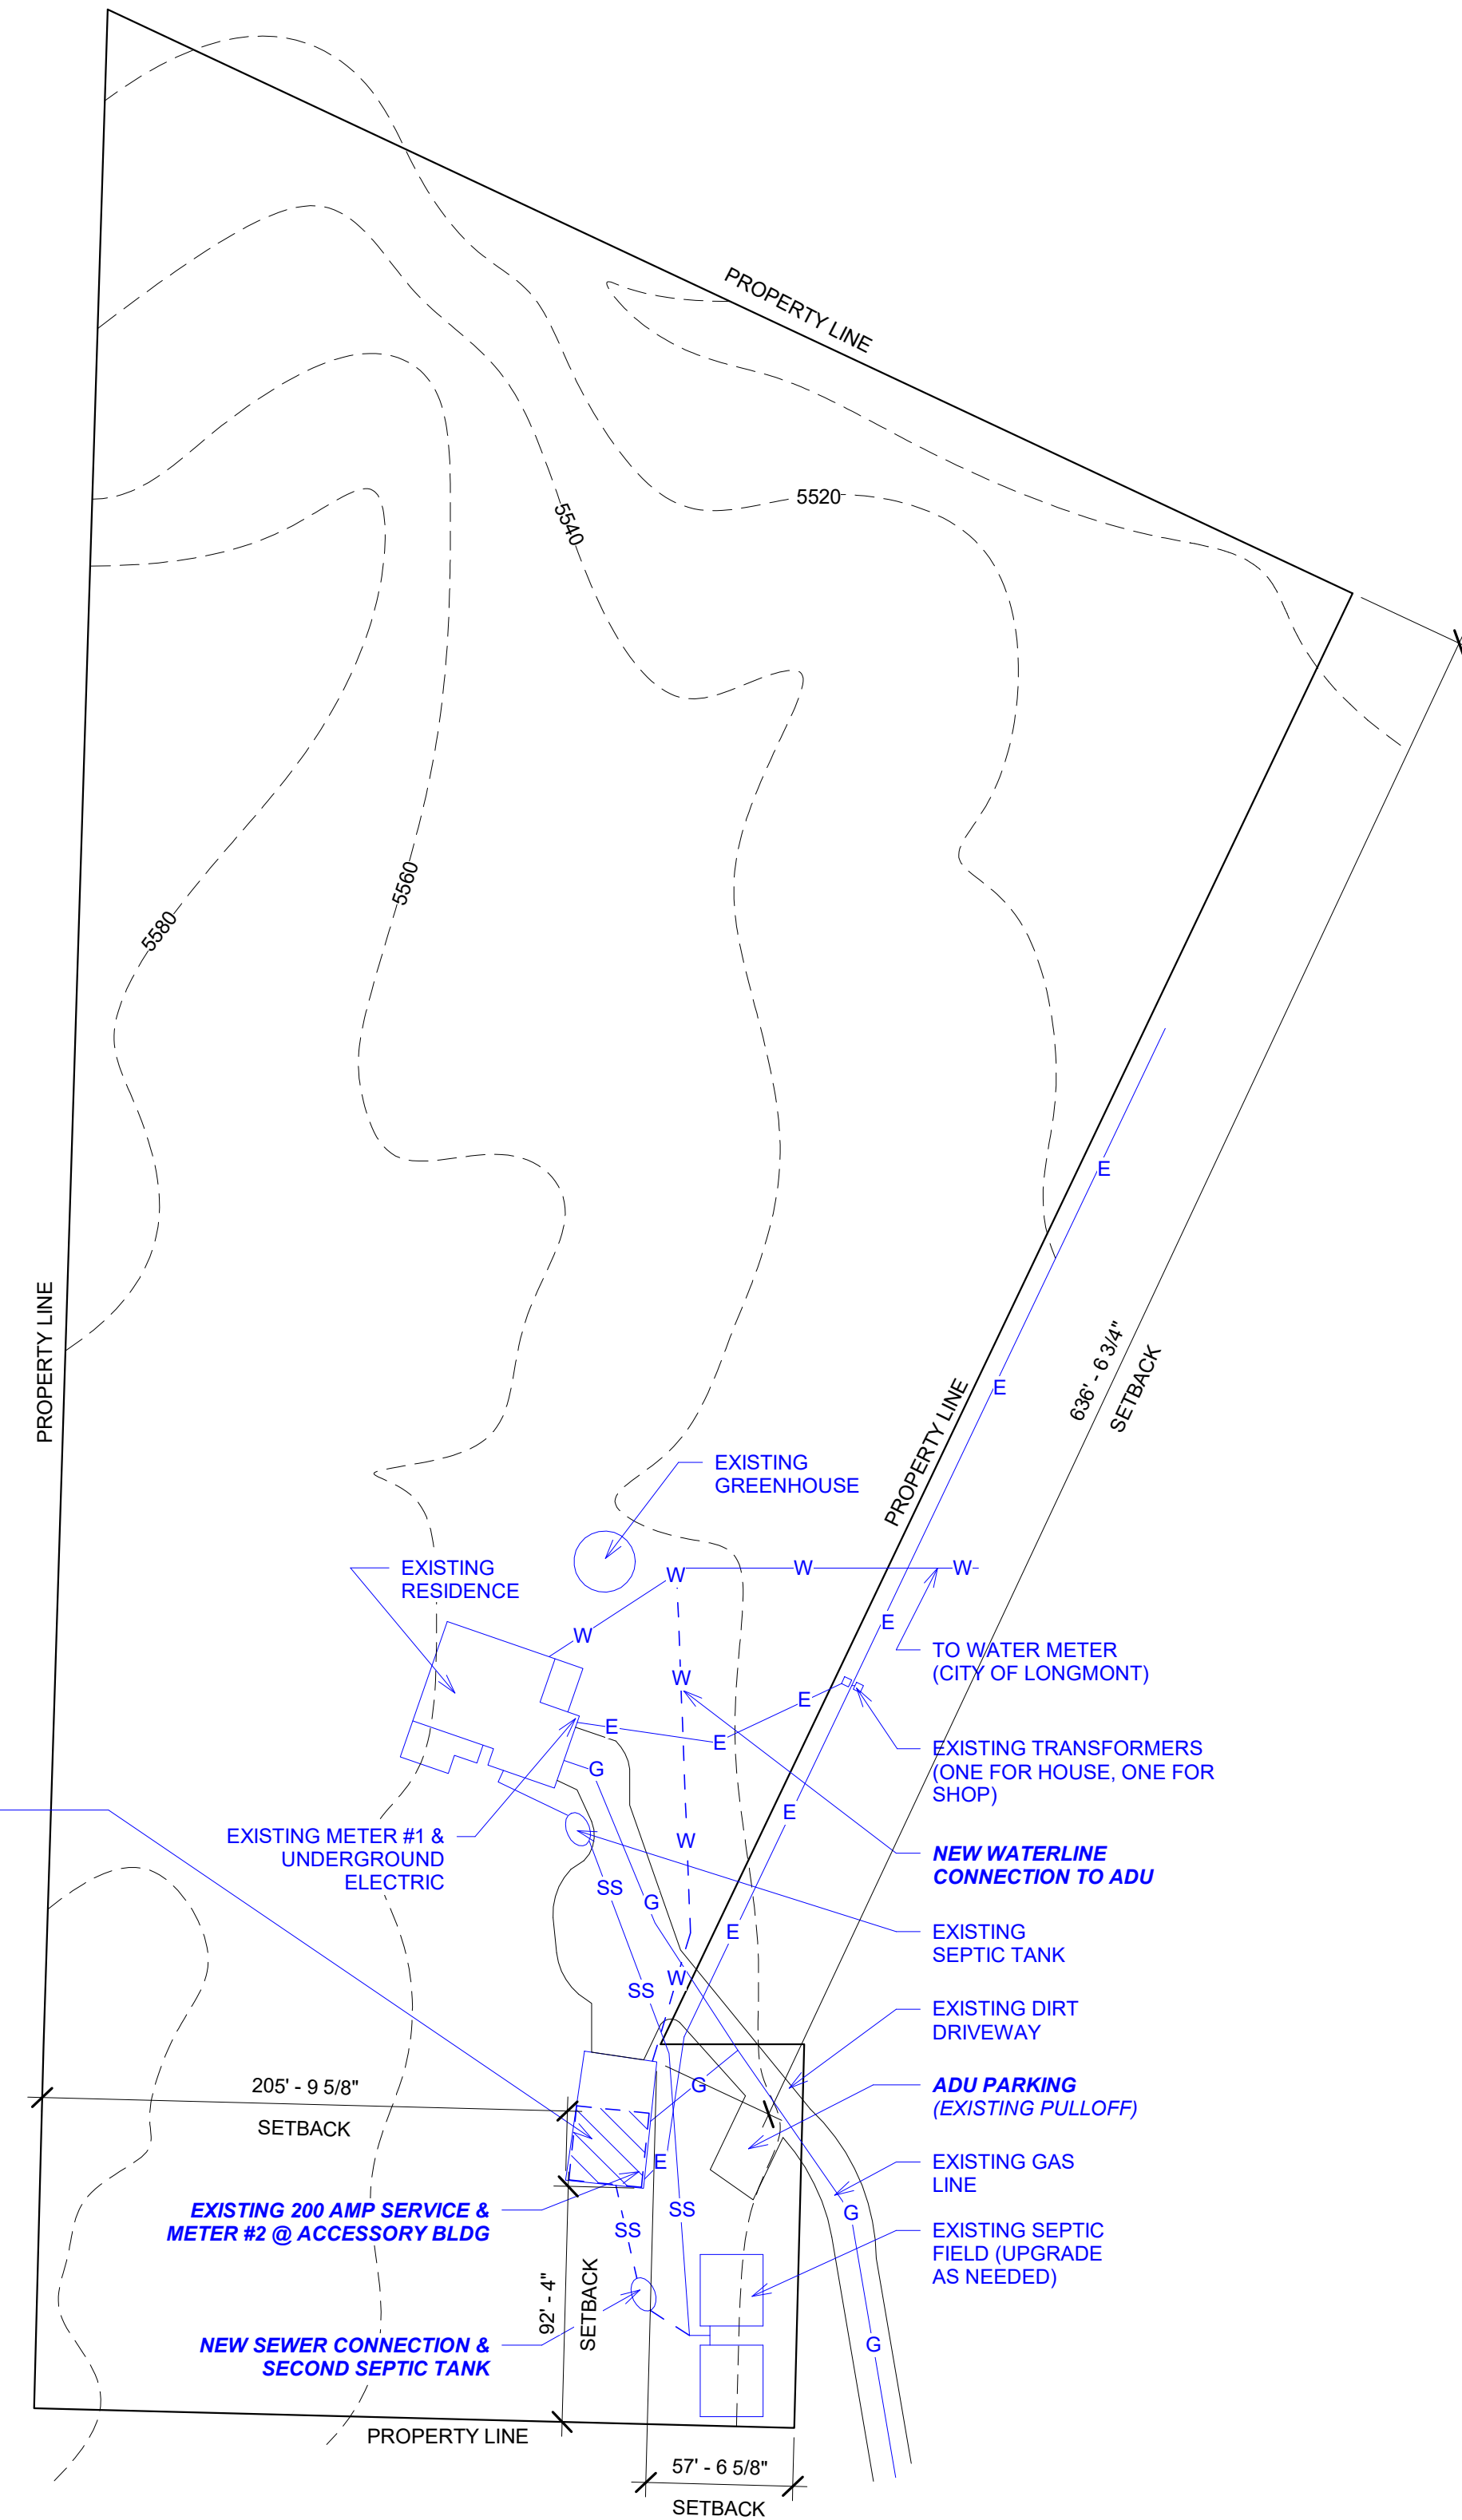 PROPERTY LINE
5520
5540
5560
5580
PROPERTY LINE
636' - 6 3/4"
SETBACK
PROPERTY LINE
EXISTING
GREENHOUSE
EXISTING
RESIDENCE
W
W
W
W
W
W
W
E
E
E
E
E
E
E
E
E
TO WATER METER
(CITY OF LONGMONT)
EXISTING TRANSFORMERS
(ONE FOR HOUSE, ONE FOR
SHOP)
G
EXISTING METER #1 &
UNDERGROUND
ELECTRIC
NEW WATERLINE
CONNECTION TO ADU
SS
G
EXISTING
SEPTIC TANK
SS
EXISTING DIRT
DRIVEWAY
205' - 9 5/8"
SETBACK
G
ADU PARKING
(EXISTING PULLOFF)
EXISTING GAS
LINE
EXISTING 200 AMP SERVICE &
METER #2 @ ACCESSORY BLDG
SS
SS
G
EXISTING SEPTIC
FIELD (UPGRADE
AS NEEDED)
92' - 4"
SETBACK
NEW SEWER CONNECTION &
SECOND SEPTIC TANK
G
PROPERTY LINE
57' - 6 5/8"
SETBACK